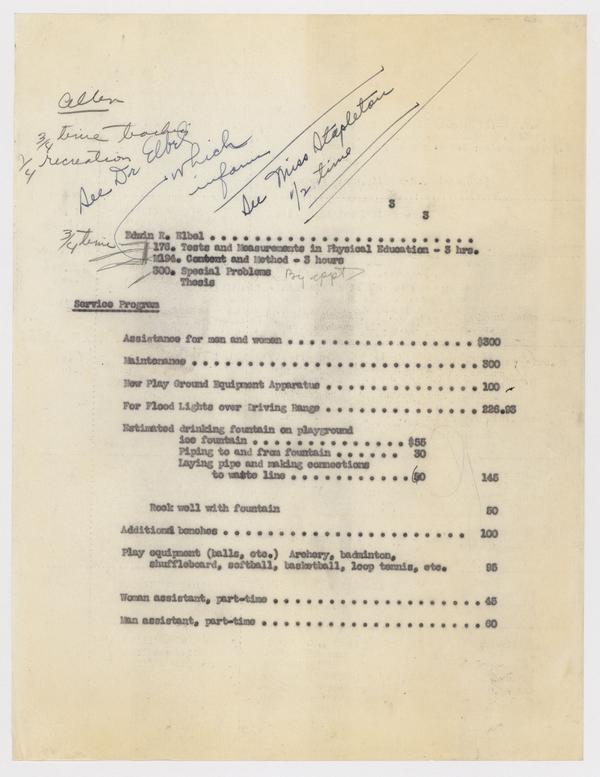 Allen
3/4 time teaching
1/4 recreation
See Dr Elbel
which
inform
See Miss Stapleton
1/2 time
3
3
3/4 time
Edwin R. Elbel . . . . . . . . . . . . . . . . . . . . . . . .
176. Tests and Measurements in Physical Education - 3 hrs.
M194. Content and Method - 3 hours
300. Special Problems By appt
Thesis
Service Program
Assistance for men and women . . . . . . . . . . . . . . . . . $300
Maintenance . . . . . . . . . . . . . . . . . . . . . . . . . . 300
New Play Ground Equipment Apparatus . . . . . . . . . . . . . . 100
For Flood Lights over Driving Range . . . . . . . . . . . . . . 226.93
Estimated drinking fountain on playground
ice fountain . . . . . . . . . . . . . $55
Piping to and from fountain . . . . . . 30
Laying pipe and making connections
to waste line . . . . . . . . . . . . 60 145
Rock well with fountain 50
Additional benches . . . . . . . . . . . . . . . . . . . . . . 100
Play equipment (balls, etc.) Archery, badminton,
shuffleboard, softball, basketball, loop tennis, etc. 95
Woman assistant, part-time . . . . . . . . . . . . . . . . . . . 45
Man assistant, part-time . . . . . . . . . . . . . . . . . . . . 60